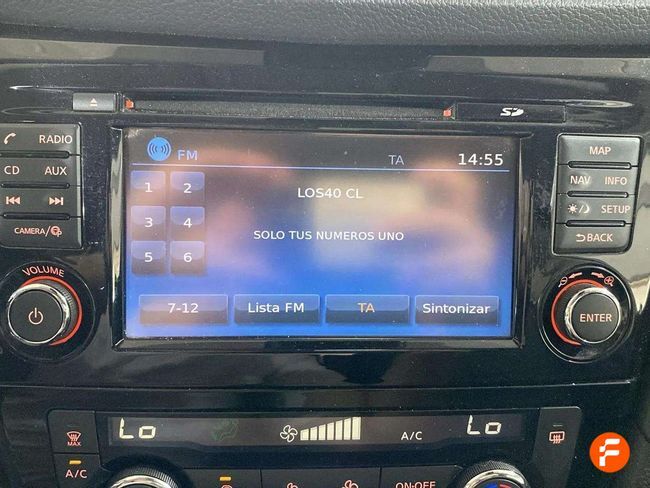 RADIO
CD AUX
CAMERA/
VOLUME
FM TA 14:55
1 2
3 4
5 6
LOS40 CL
SOLO TUS NUMEROS UNO
7-12 Lista FM TA Sintonizar
MAP
NAV INFO
SETUP
BACK
ENTER
MAX
A/C
Lo A/C Lo
ON-OFF